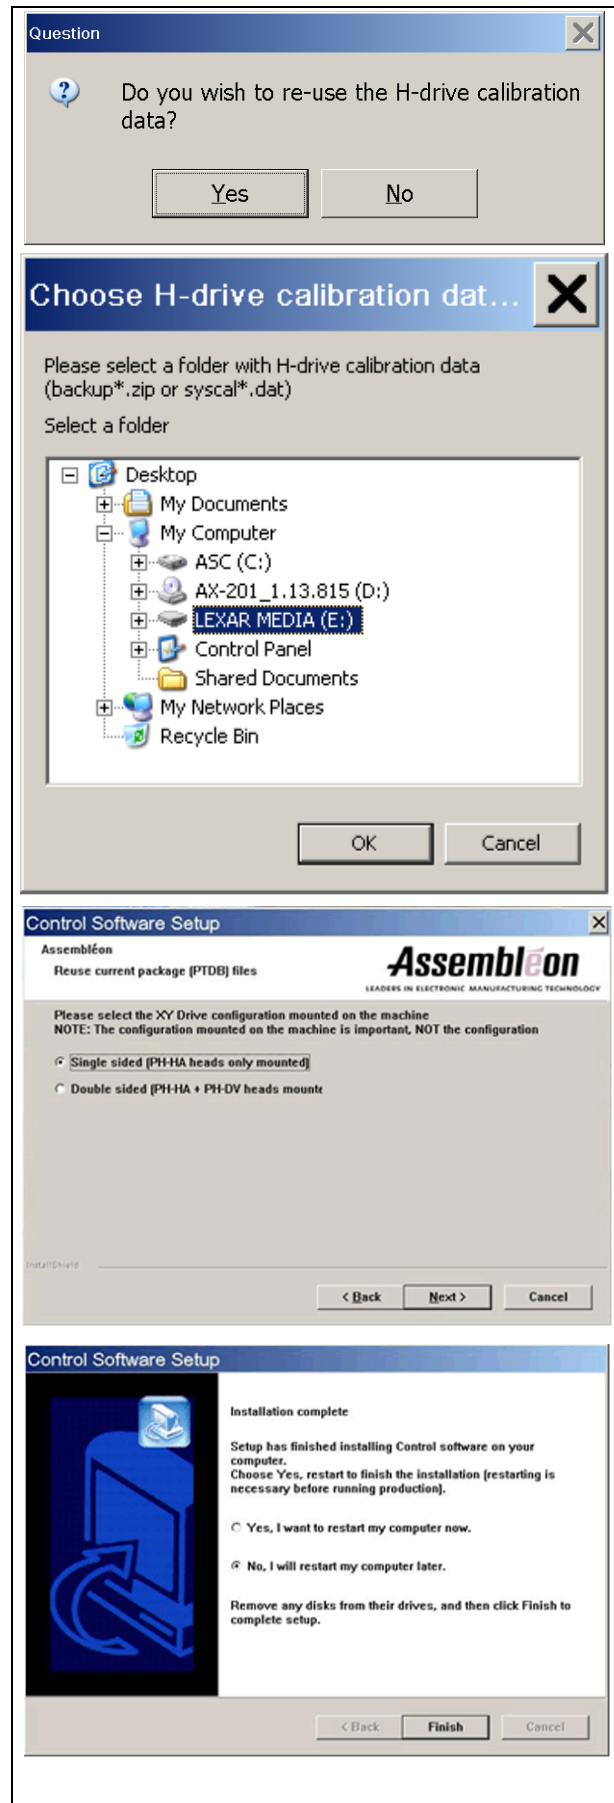 Question
Do you wish to re-use the H-drive calibration
data?
Yes
No
Choose H-drive calibration dat...
Please select a folder with H-drive calibration data
(backup*.zip or syscal*.dat)
Select a folder
Desktop
My Documents
My Computer
ASC (C:)
AX-201_1.13.815 (D:)
LEXAR MEDIA (E:)
Control Panel
Shared Documents
My Network Places
Recycle Bin
OK
Cancel
Control Software Setup
Assembléon
Reuse current package (PTDB) files
Assembléon
LEADERS IN ELECTRONIC MANUFACTURING TECHNOLOGY
Please select the XY Drive configuration mounted on the machine
NOTE: The configuration mounted on the machine is important, NOT the configuration
Single sided (PH-HA heads only mounted)
Double sided (PH-HA + PH-DV heads mounte
InstallShield
< Back
Next >
Cancel
Control Software Setup
Installation complete
Setup has finished installing Control software on your
computer.
Choose Yes, restart to finish the installation (restarting is
necessary before running production).
Yes, I want to restart my computer now.
No, I will restart my computer later.
Remove any disks from their drives, and then click Finish to
complete setup.
< Back
Finish
Cancel